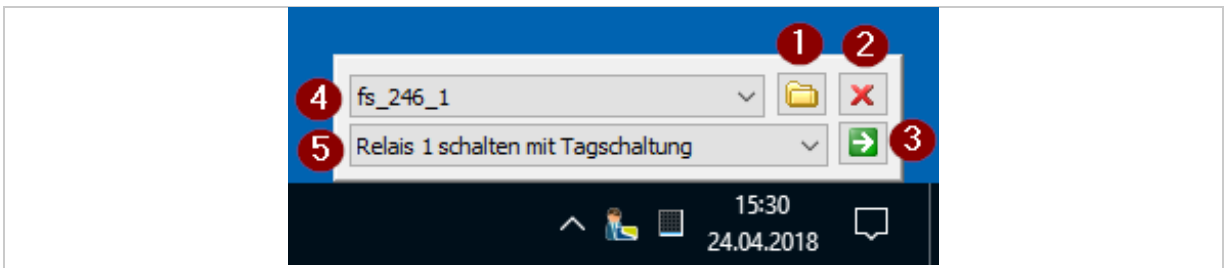 1 2
4 fs_246_1
5 Relais 1 schalten mit Tagschaltung 3
15:30
24.04.2018